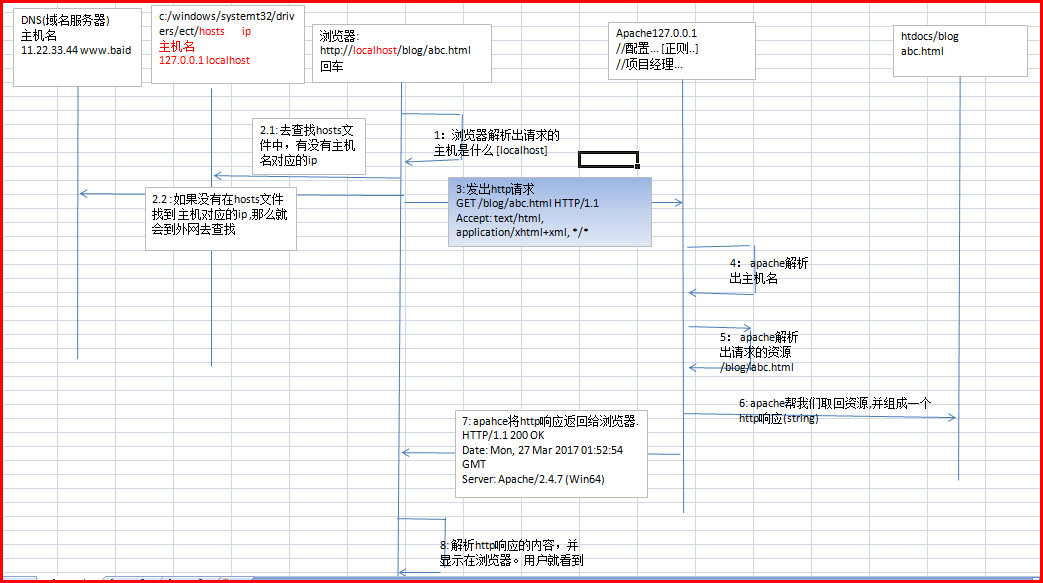 DNS(域名服务器)
主机名
11.22.33.44 www.baid
c:/windows/systemt32/driv
ers/ect/hosts ip
主机名
127.0.0.1 localhost
浏览器:
http://localhost/blog/abc.html
回车
Apache127.0.0.1
//配置... [正则..]
//项目经理...
htdocs/blog
abc.html
2.1: 去查找hosts文
件中，有没有主机
名对应的ip
1：浏览器解析出请求的
主机是什么 [localhost]
2.2 : 如果没有在hosts文件
找到 主机对应的ip ,那么就
会到外网去查找
3: 发出http请求
GET /blog/abc.html HTTP/1.1
Accept: text/html,
application/xhtml+xml, */*
4：apache解析
出主机名
5：apache解析
出请求的资源
/blog/abc.html
6: apache帮我们取回资源,并组成一个
http响应(string)
7: apahce将http响应返回给浏览器.
HTTP/1.1 200 OK
Date: Mon, 27 Mar 2017 01:52:54
GMT
Server: Apache/2.4.7 (Win64)
8: 解析http响应的内容，并
显示在浏览器。用户就看到